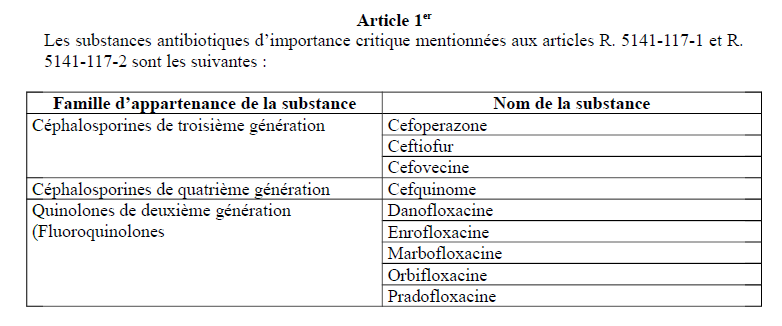 Article 1er
Les substances antibiotiques d’importance critique mentionnées aux articles R. 5141-117-1 et R.
5141-117-2 sont les suivantes :
Famille d’appartenance de la substance Nom de la substance
Céphalosporines de troisième génération Cefoperazone
Ceftiofur
Cefovecine
Céphalosporines de quatrième génération Cefquinome
Quinolones de deuxième génération Danofloxacine
(Fluoroquinolones Enrofloxacine
Marbofloxacine
Orbifloxacine
Pradofloxacine